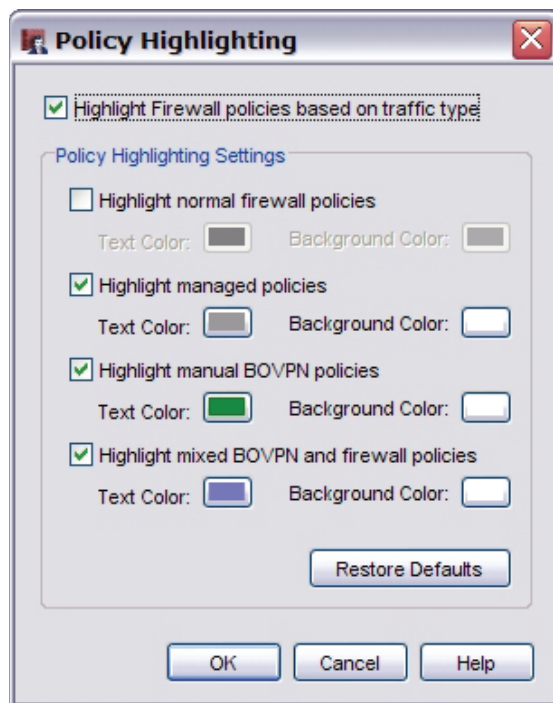 Policy Highlighting
Highlight Firewall policies based on traffic type
Policy Highlighting Settings
Highlight normal firewall policies
Text Color: Background Color:
Highlight managed policies
Text Color: Background Color:
Highlight manual BOVPN policies
Text Color: Background Color:
Highlight mixed BOVPN and firewall policies
Text Color: Background Color:
Restore Defaults
OK Cancel Help